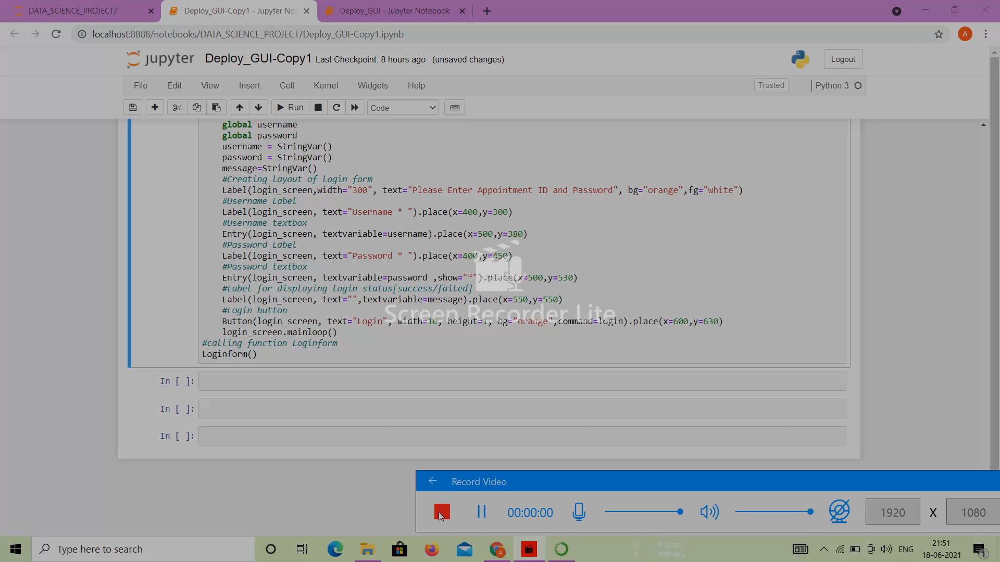 DATA_SCIENCE_PROJECT/
Deploy_GUI-Copy1 - Jupyter Not
Deploy_GUI - Jupyter Notebook
localhost:8888/notebooks/DATA_SCIENCE_PROJECT/Deploy_GUI-Copy1.ipynb
A
jupyter Deploy_GUI-Copy1 Last Checkpoint: 8 hours ago (unsaved changes)
Logout
File Edit View Insert Cell Kernel Widgets Help
Trusted
Python 3
Run
Code
global username
global password
username = StringVar()
password = StringVar()
message=StringVar()
#Creating layout of login form
Label(login_screen,width="300", text="Please Enter Appointment ID and Password", bg="orange",fg="white")
#Username Label
Label(login_screen, text="Username * ").place(x=400,y=300)
#Username textbox
Entry(login_screen, textvariable=username).place(x=500,y=380)
#Password Label
Label(login_screen, text="Password * ").place(x=400,y=450)
#Password textbox
Entry(login_screen, textvariable=password ,show="*").place(x=500,y=530)
#Label for displaying login status[success/failed]
Label(login_screen, text="",textvariable=message).place(x=550,y=550)
#Login button
Button(login_screen, text="Login", width=10, height=1, bg="orange",command=login).place(x=600,y=630)
login_screen.mainloop()
#calling function Loginform
Loginform()
Screen Recorder Lite
In [ ]:
In [ ]:
In [ ]:
Record Video
00:00:00
1920 X 1080
Type here to search
A
U: 0.12 kB/s
D: 0.00 kB/s
ENG
21:51
18-06-2021
1